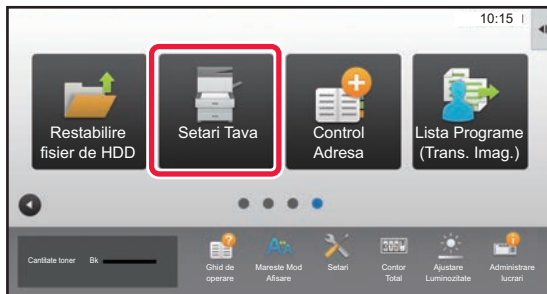 10:15
Restabilire
fisier de HDD
Setari Tava
Control
Adresa
Lista Programe
(Trans. Imag.)
Cantitate toner Bk
Ghid de
operare
Mareste Mod
Afisare
Setari
Contor
Total
Ajustare
Luminozitate
Administrare
lucrari